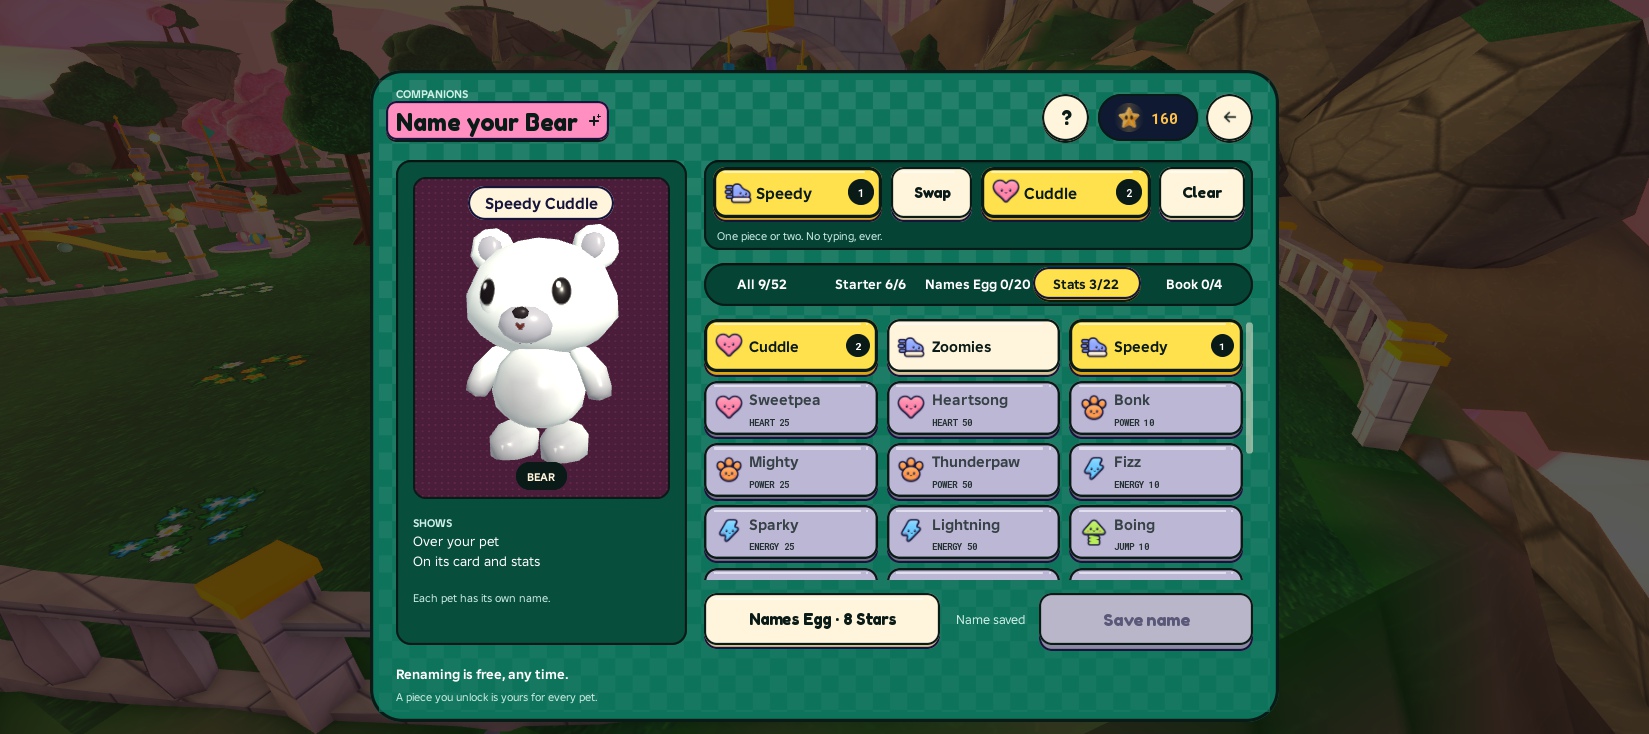 COMPANIONS
Name your Bear
?
160
Speedy Cuddle
BEAR
SHOWS
Over your pet
On its card and stats
Each pet has its own name.
Speedy 1
Swap
Cuddle 2
Clear
One piece or two. No typing, ever.
All 9/52
Starter 6/6
Names Egg 0/20
Stats 3/22
Book 0/4
Cuddle 2
Zoomies
Speedy 1
Sweetpea
HEART 25
Heartsong
HEART 50
Bonk
POWER 10
Mighty
POWER 25
Thunderpaw
POWER 50
Fizz
ENERGY 10
Sparky
ENERGY 25
Lightning
ENERGY 50
Boing
JUMP 10
Names Egg · 8 Stars
Name saved
Save name
Renaming is free, any time.
A piece you unlock is yours for every pet.